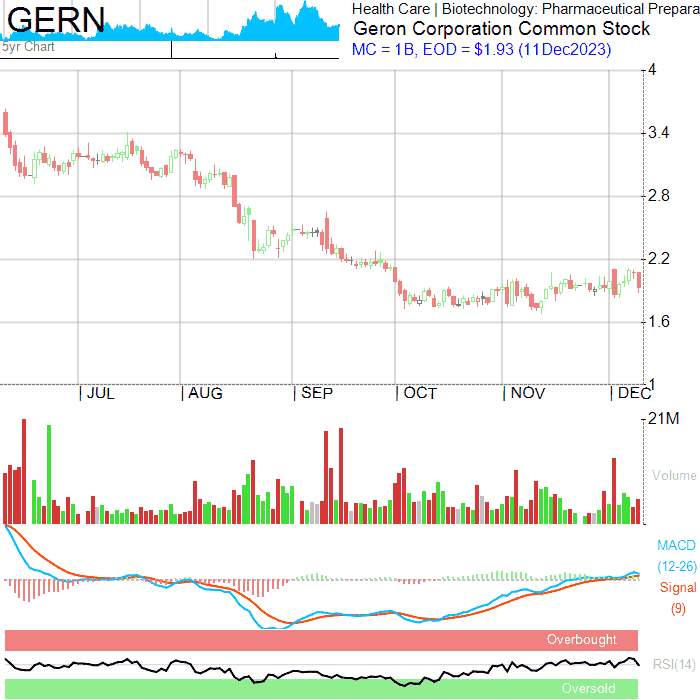 GERN
5yr Chart
Health Care | Biotechnology: Pharmaceutical Prepara
Geron Corporation Common Stock
MC = 1B, EOD = $1.93 (11Dec2023)
4
3.4
2.8
2.2
1.6
1
| JUL | AUG | SEP | OCT | NOV | DEC
21M
Volume
MACD
(12-26)
Signal
(9)
Overbought
RSI(14)
Oversold